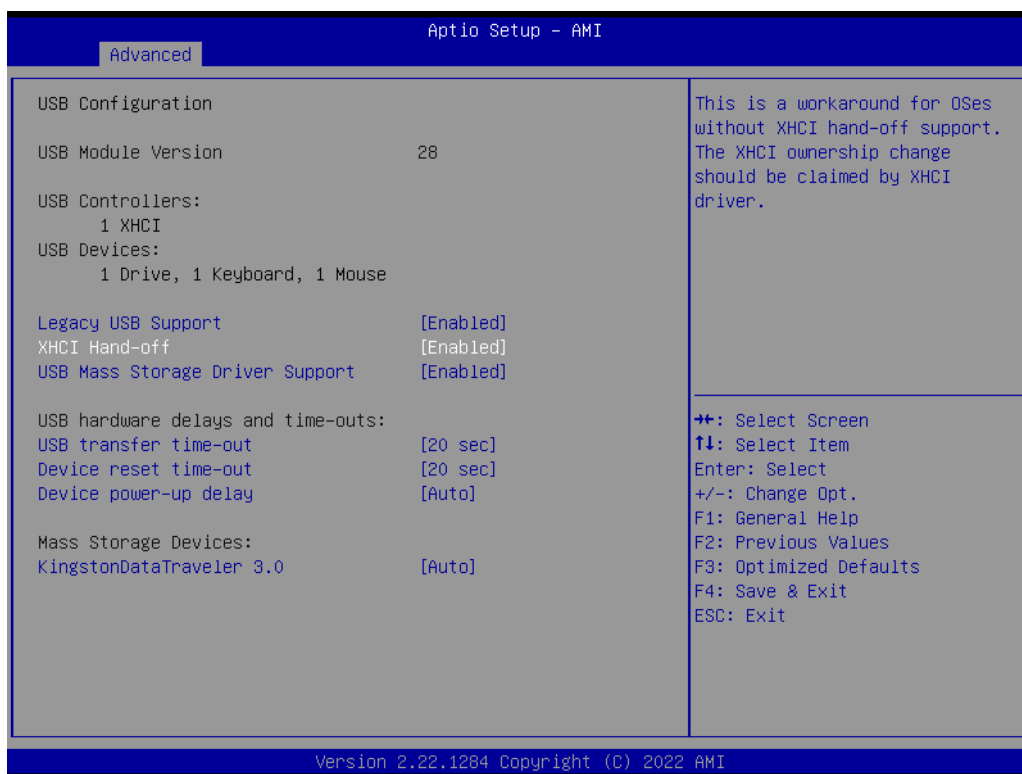 Aptio Setup - AMI
Advanced
USB Configuration
USB Module Version 28
USB Controllers:
1 XHCI
USB Devices:
1 Drive, 1 Keyboard, 1 Mouse
Legacy USB Support [Enabled]
XHCI Hand-off [Enabled]
USB Mass Storage Driver Support [Enabled]
USB hardware delays and time-outs:
USB transfer time-out [20 sec]
Device reset time-out [20 sec]
Device power-up delay [Auto]
Mass Storage Devices:
KingstonDataTraveler 3.0 [Auto]
This is a workaround for OSes
without XHCI hand-off support.
The XHCI ownership change
should be claimed by XHCI
driver.
→←: Select Screen
↑↓: Select Item
Enter: Select
+/-: Change Opt.
F1: General Help
F2: Previous Values
F3: Optimized Defaults
F4: Save & Exit
ESC: Exit
Version 2.22.1284 Copyright (C) 2022 AMI